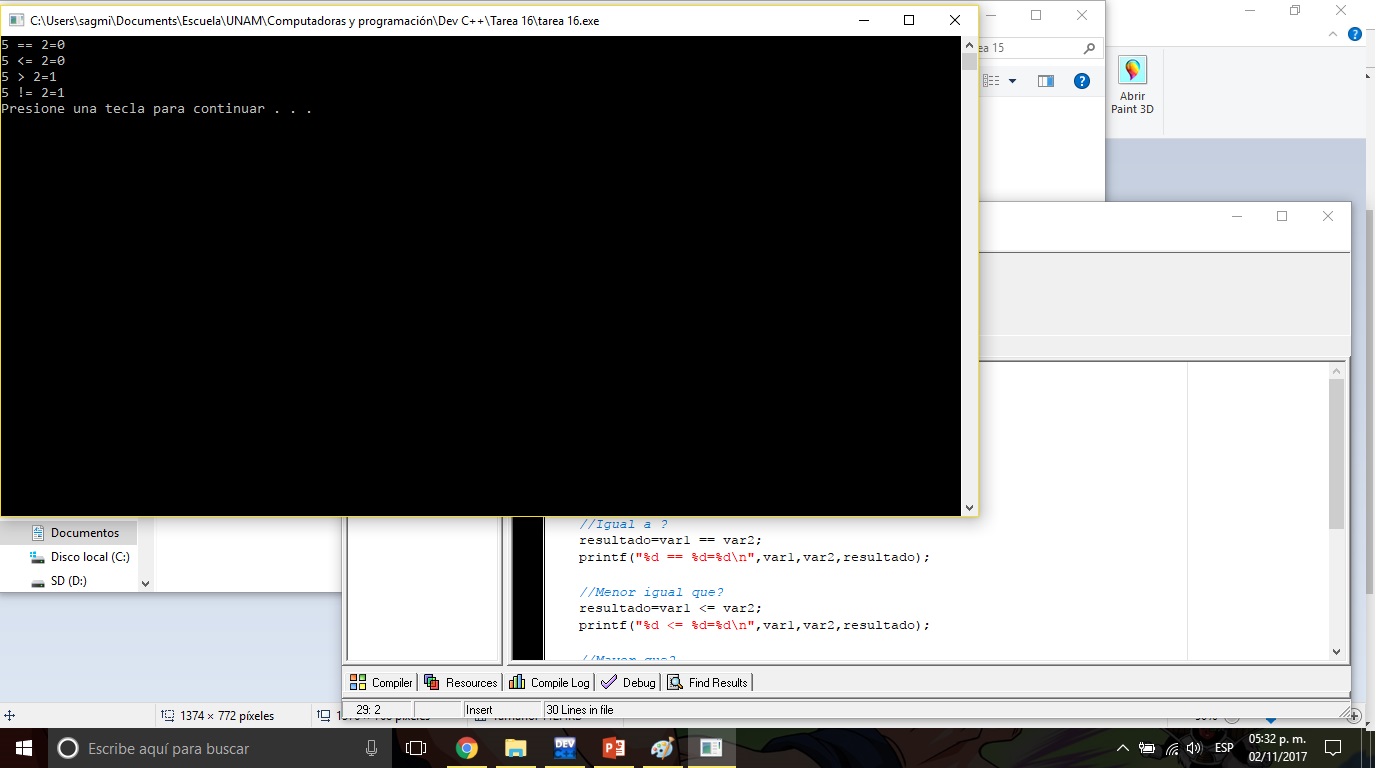 C:\Users\sagmi\Documents\Escuela\UNAM\Computadoras y programación\Dev C++\Tarea 16\tarea 16.exe
5 == 2=0
5 <= 2=0
5 > 2=1
5 != 2=1
Presione una tecla para continuar . . .
ea 15
Abrir
Paint 3D
Documentos
Disco local (C:)
SD (D:)
//Igual a ?
resultado=var1 == var2;
printf("%d == %d=%d\n",var1,var2,resultado);
//Menor igual que?
resultado=var1 <= var2;
printf("%d <= %d=%d\n",var1,var2,resultado);
//Mayor que?
Compiler Resources Compile Log Debug Find Results
29: 2 Insert 30 Lines in file
1374 × 772 píxeles
Escribe aquí para buscar
DEV
ESP
05:32 p. m.
02/11/2017